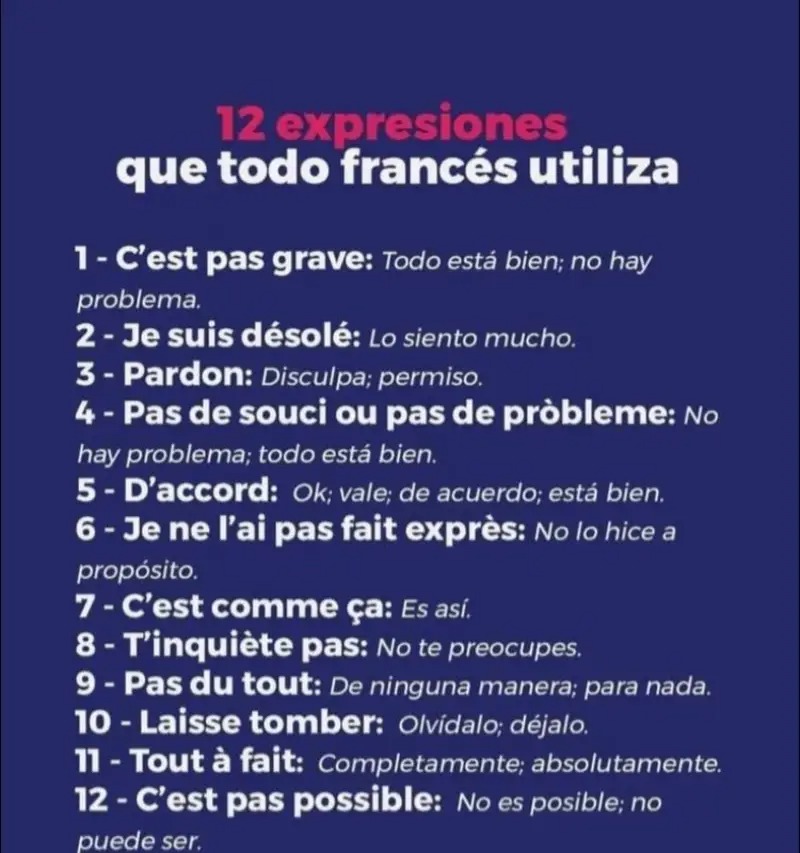 12 expresiones
que todo francés utiliza
1 - C'est pas grave: Todo está bien; no hay
problema.
2 - Je suis désolé: Lo siento mucho.
3 - Pardon: Disculpa; permiso.
4 - Pas de souci ou pas de pròbleme: No
hay problema; todo está bien.
5 - D'accord: Ok; vale; de acuerdo; está bien.
6 - Je ne l'ai pas fait exprès: No lo hice a
propósito.
7 - C'est comme ça: Es así.
8 - T'inquiète pas: No te preocupes.
9 - Pas du tout: De ninguna manera; para nada.
10 - Laisse tomber: Olvídalo; déjalo.
11 - Tout à fait: Completamente; absolutamente.
12 - C'est pas possible: No es posible; no
puede ser.